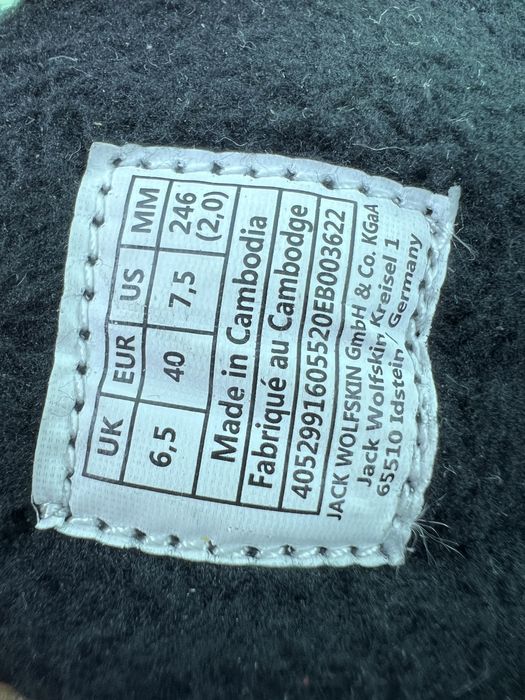 UK EUR US MM
6,5 40 7,5 246
(2,0)
Made in Cambodia
Fabriqué au Cambodge
4052991605520EB003622
JACK WOLFSKIN GmbH & Co. KGaA
Jack Wolfskin Kreisel 1
65510 Idstein / Germany